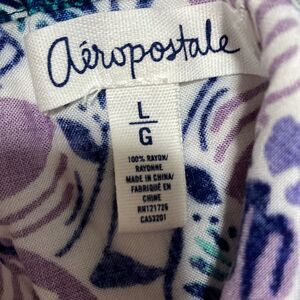 aéropostale
L
G
100% RAYON/
RAYONNE
MADE IN CHINA/
FABRIQUÉ EN
CHINE
RN121726
CA53201